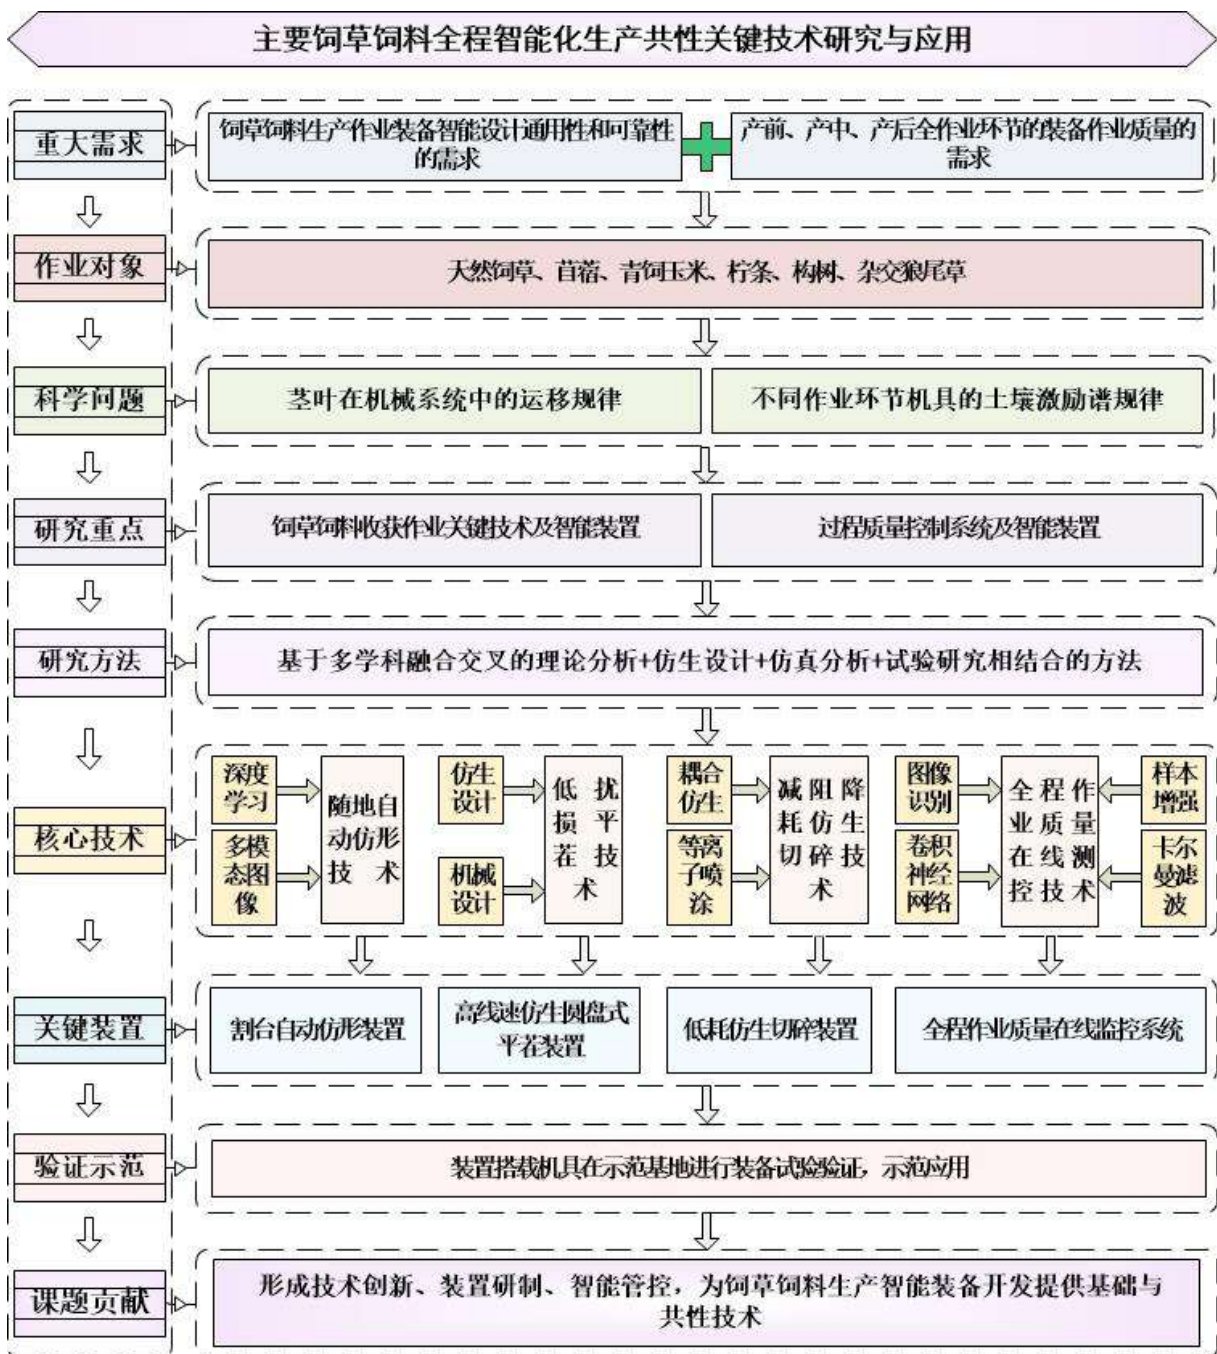 主要饲草饲料全程智能化生产共性关键技术研究与应用
重大需求
饲草饲料生产作业装备智能设计通用性和可靠性
的需求
产前、产中、产后全作业环节的装备作业质量的
需求
作业对象
天然饲草、苜蓿、青饲玉米、柠条、构树、杂交狼尾草
科学问题
茎叶在机械系统中的运移规律
不同作业环节机具的土壤激励谱规律
研究重点
饲草饲料收获作业关键技术及智能装置
过程质量控制系统及智能装置
研究方法
基于多学科融合交叉的理论分析+仿生设计+仿真分析+试验研究相结合的方法
核心技术
深度
学习
多模
态图
像
随地自
动仿形
技术
仿生
设计
机械
设计
低扰
损平
茬技
术
耦合
仿生
等离
子喷
涂
减阻降
耗仿生
切碎技
术
图像
识别
卷积
神经
网络
全程作
业质量
在线测
控技术
样本
增强
卡尔
曼滤
波
关键装置
割台自动仿形装置
高线速仿生圆盘式
平茬装置
低耗仿生切碎装置
全程作业质量在线监控系统
验证示范
装置搭载机具在示范基地进行装备试验验证，示范应用
课题贡献
形成技术创新、装置研制、智能管控，为饲草饲料生产智能装备开发提供基础与
共性技术